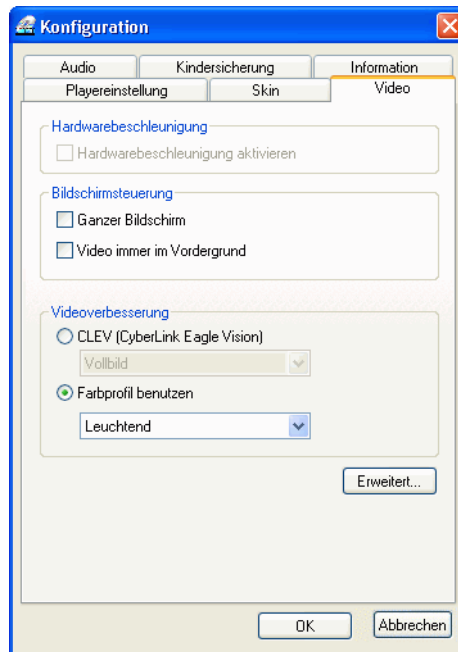 Konfiguration
Audio Kindersicherung Information
Playereinstellung Skin Video
Hardwarebeschleunigung
Hardwarebeschleunigung aktivieren
Bildschirmsteuerung
Ganzer Bildschirm
Video immer im Vordergrund
Videoverbesserung
CLEV (CyberLink Eagle Vision)
Vollbild
Farbprofil benutzen
Leuchtend
Erweitert...
OK Abbrechen